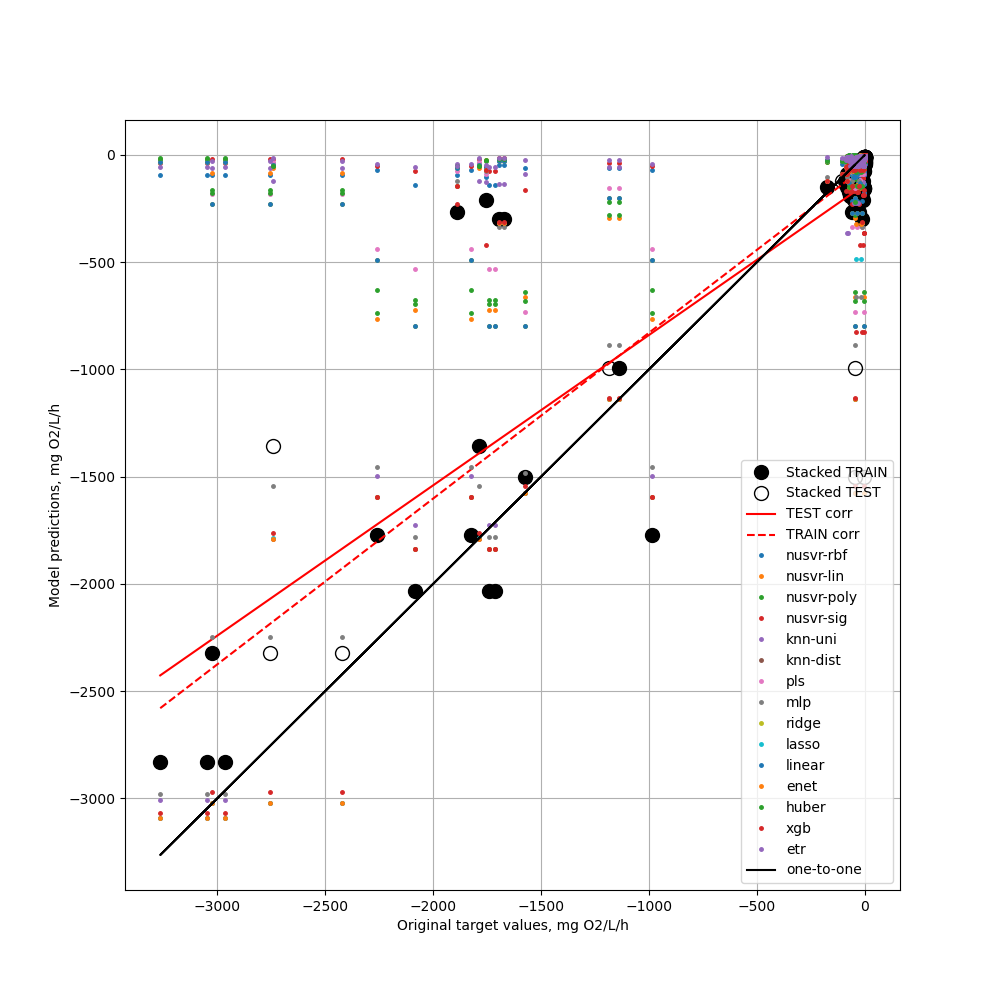 0
−500
−1000
−1500
−2000
−2500
−3000
Model predictions, mg O2/L/h
−3000
−2500
−2000
−1500
−1000
−500
0
Original target values, mg O2/L/h
Stacked TRAIN
Stacked TEST
TEST corr
TRAIN corr
nusvr-rbf
nusvr-lin
nusvr-poly
nusvr-sig
knn-uni
knn-dist
pls
mlp
ridge
lasso
linear
enet
huber
xgb
etr
one-to-one